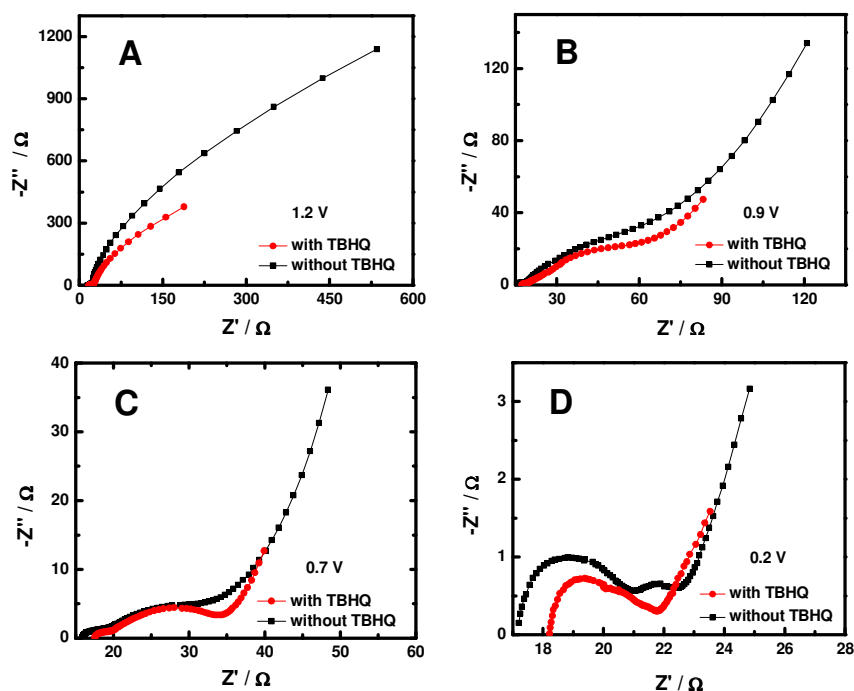 A
-Z'' / Ω
1200
900
600
300
0
1.2 V
with TBHQ
without TBHQ
0 150 300 450 600
Z' / Ω
B
-Z'' / Ω
120
80
40
0
0.9 V
with TBHQ
without TBHQ
30 60 90 120
Z' / Ω
C
-Z'' / Ω
40
30
20
10
0
0.7 V
with TBHQ
without TBHQ
20 30 40 50 60
Z' / Ω
D
-Z'' / Ω
3
2
1
0
0.2 V
with TBHQ
without TBHQ
18 20 22 24 26 28
Z' / Ω